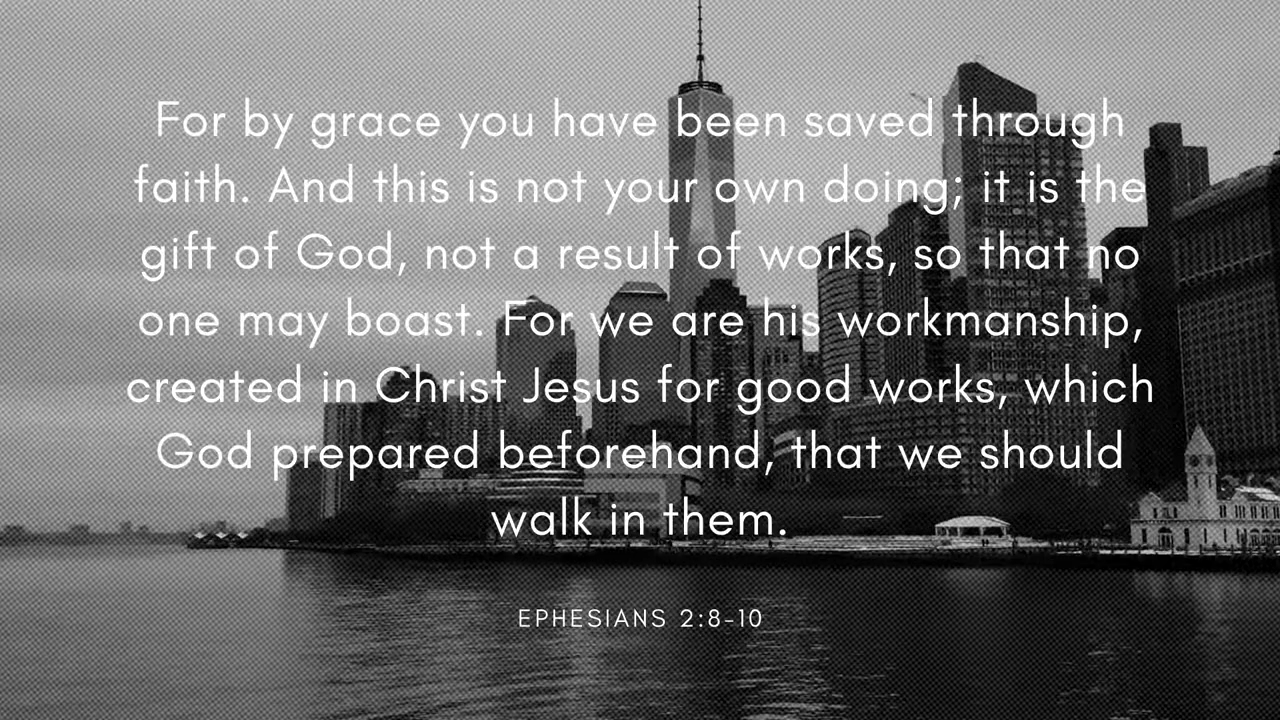 For by grace you have been saved through
faith. And this is not your own doing; it is the
gift of God, not a result of works, so that no
one may boast. For we are his workmanship,
created in Christ Jesus for good works, which
God prepared beforehand, that we should
walk in them.
EPHESIANS 2:8-10